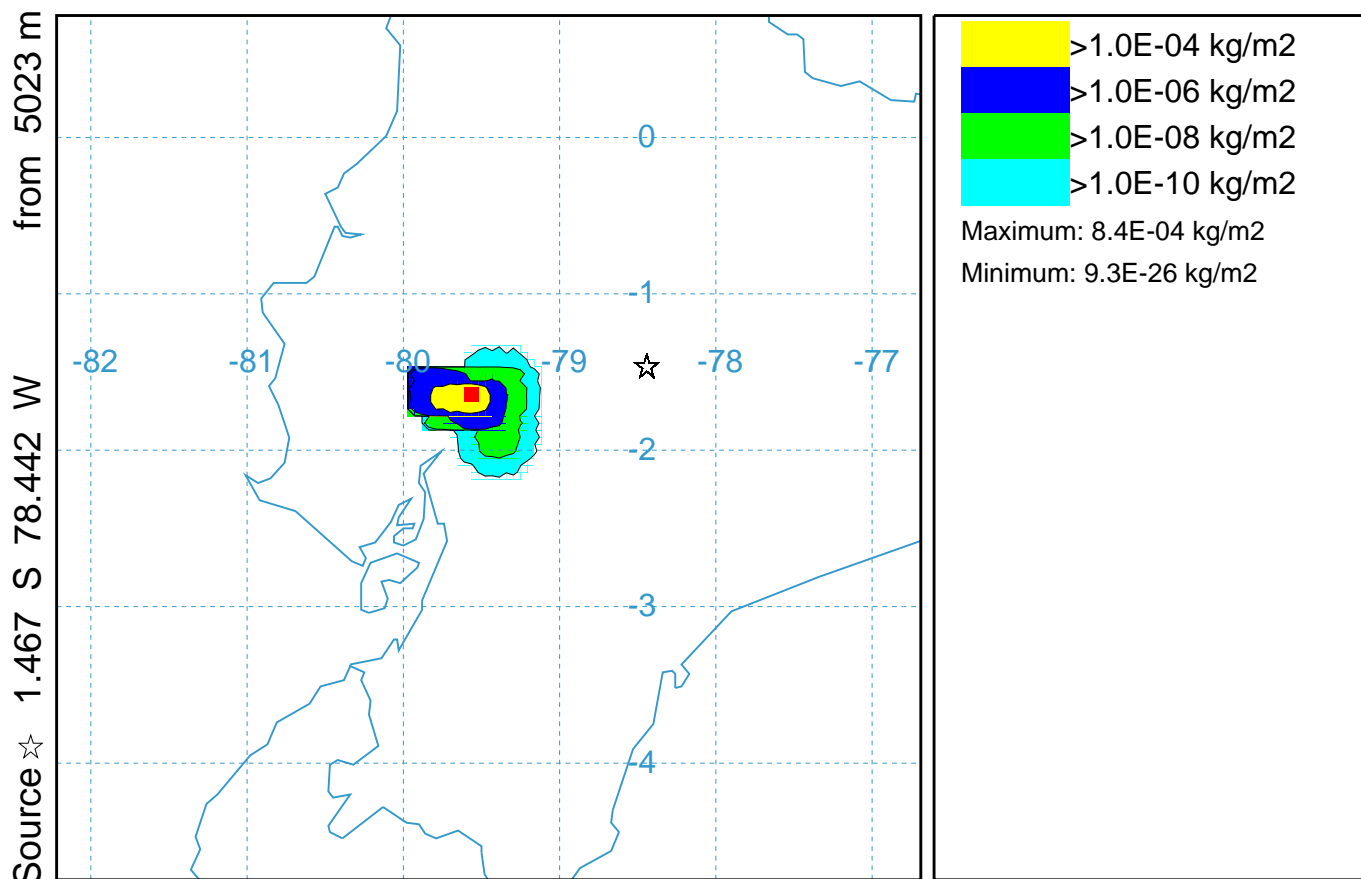 Source ☆ 1.467 S 78.442 W from 5023 m
0
-1
-82 -81 -80 -79 -78 -77
-2
-3
-4
>1.0E-04 kg/m2
>1.0E-06 kg/m2
>1.0E-08 kg/m2
>1.0E-10 kg/m2
Maximum: 8.4E-04 kg/m2
Minimum: 9.3E-26 kg/m2